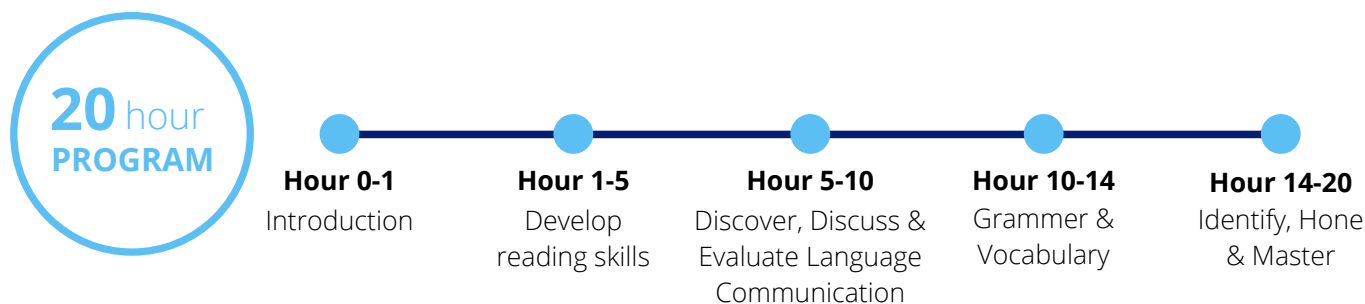 20 hour
PROGRAM
Hour 0-1
Introduction
Hour 1-5
Develop
reading skills
Hour 5-10
Discover, Discuss &
Evaluate Language
Communication
Hour 10-14
Grammer &
Vocabulary
Hour 14-20
Identify, Hone
& Master